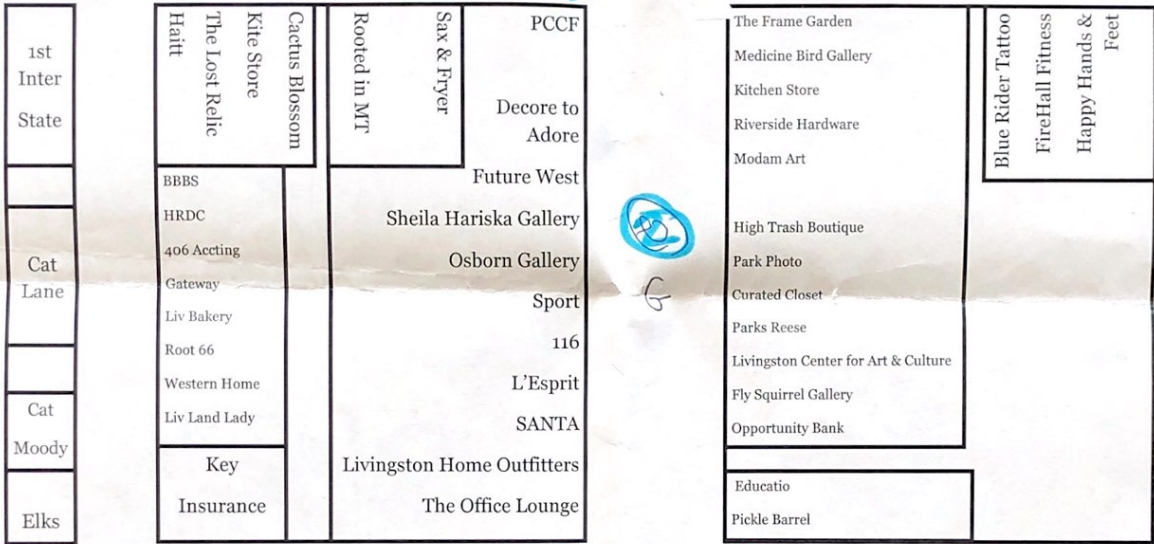 1st
Inter
State
Cat
Lane
Cat
Moody
Elks
Haitt
The Lost Relic
Kite Store
Cactus Blossom
BBBS
HRDC
406 Accting
Gateway
Liv Bakery
Root 66
Western Home
Liv Land Lady
Key
Insurance
Rooted in MT
Sax & Fryer
PCCF
Decore to
Adore
Future West
Sheila Hariska Gallery
Osborn Gallery
Sport
116
L'Esprit
SANTA
Livingston Home Outfitters
The Office Lounge
G
The Frame Garden
Medicine Bird Gallery
Kitchen Store
Riverside Hardware
Modam Art
High Trash Boutique
Park Photo
Curated Closet
Parks Reese
Livingston Center for Art & Culture
Fly Squirrel Gallery
Opportunity Bank
Educatio
Pickle Barrel
Blue Rider Tattoo
FireHall Fitness
Happy Hands &
Feet